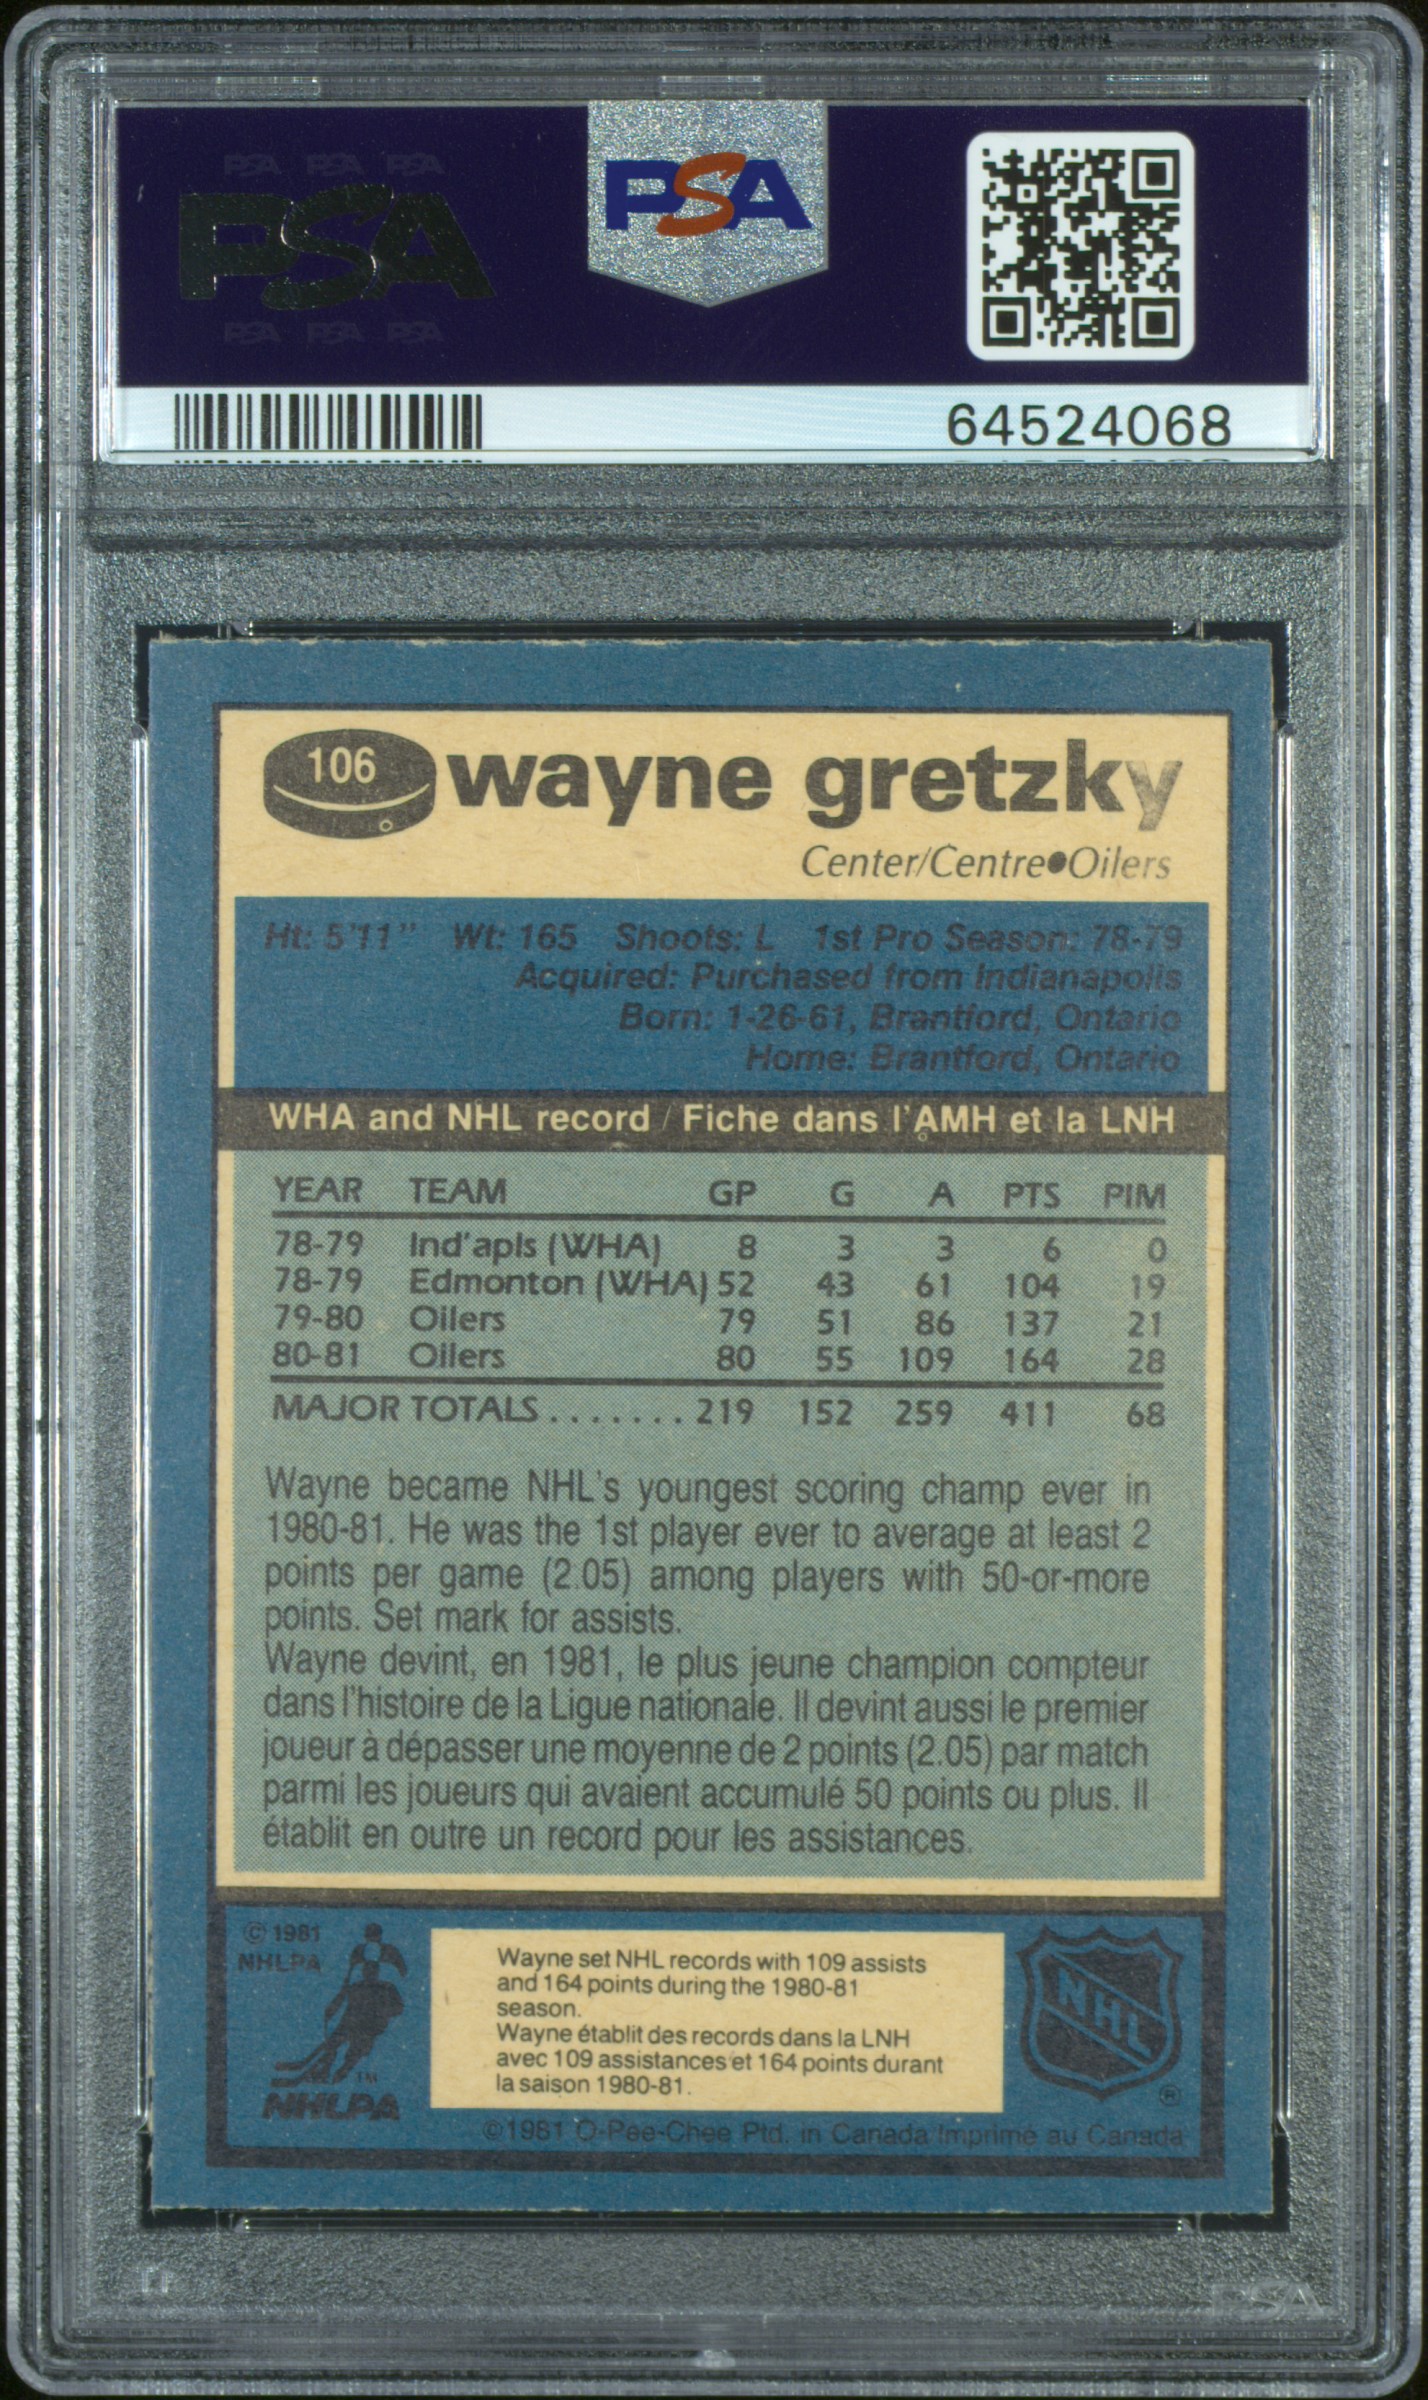 PSA PSA PSA
PSA
PSA PSA PSA
PSA
64524068
106
wayne gretzky
Center/Centre●Oilers
Ht: 5'11" Wt: 165 Shoots: L 1st Pro Season: 78-79
Acquired: Purchased from Indianapolis
Born: 1-26-61, Brantford, Ontario
Home: Brantford, Ontario
WHA and NHL record / Fiche dans l'AMH et la LNH
YEAR TEAM GP G A PTS PIM
78-79 Ind'apls (WHA) 8 3 3 6 0
78-79 Edmonton (WHA) 52 43 61 104 19
79-80 Oilers 79 51 86 137 21
80-81 Oilers 80 55 109 164 28
MAJOR TOTALS....... 219 152 259 411 68
Wayne became NHL's youngest scoring champ ever in
1980-81. He was the 1st player ever to average at least 2
points per game (2.05) among players with 50-or-more
points. Set mark for assists.
Wayne devint, en 1981, le plus jeune champion compteur
dans l'histoire de la Ligue nationale. Il devint aussi le premier
joueur à dépasser une moyenne de 2 points (2.05) par match
parmi les joueurs qui avaient accumulé 50 points ou plus. Il
établit en outre un record pour les assistances.
© 1981
NHLPA
TM
NHLPA
Wayne set NHL records with 109 assists
and 164 points during the 1980-81
season.
Wayne établit des records dans la LNH
avec 109 assistances et 164 points durant
la saison 1980-81.
NHL
®
©1981 O-Pee-Chee Ptd. in Canada Imprimé au Canada
PSA